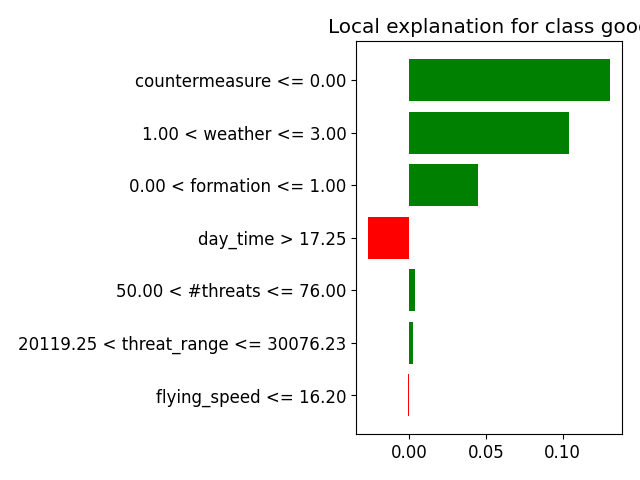 Local explanation for class goo
countermeasure <= 0.00
1.00 < weather <= 3.00
0.00 < formation <= 1.00
day_time > 17.25
50.00 < #threats <= 76.00
20119.25 < threat_range <= 30076.23
flying_speed <= 16.20
0.00 0.05 0.10